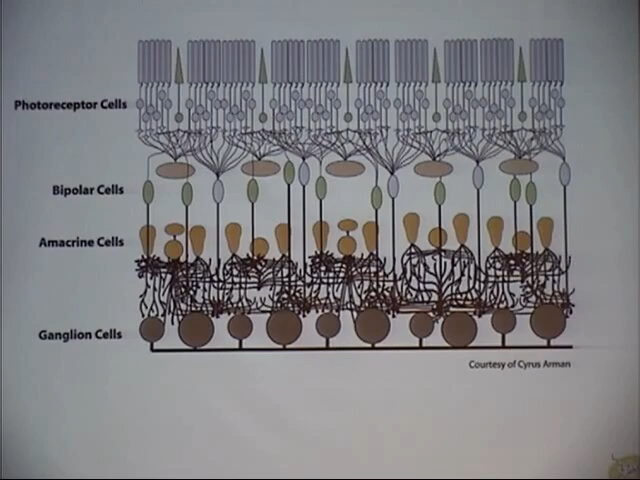 Photoreceptor Cells
Bipolar Cells
Amacrine Cells
Ganglion Cells
Courtesy of Cyrus Arman